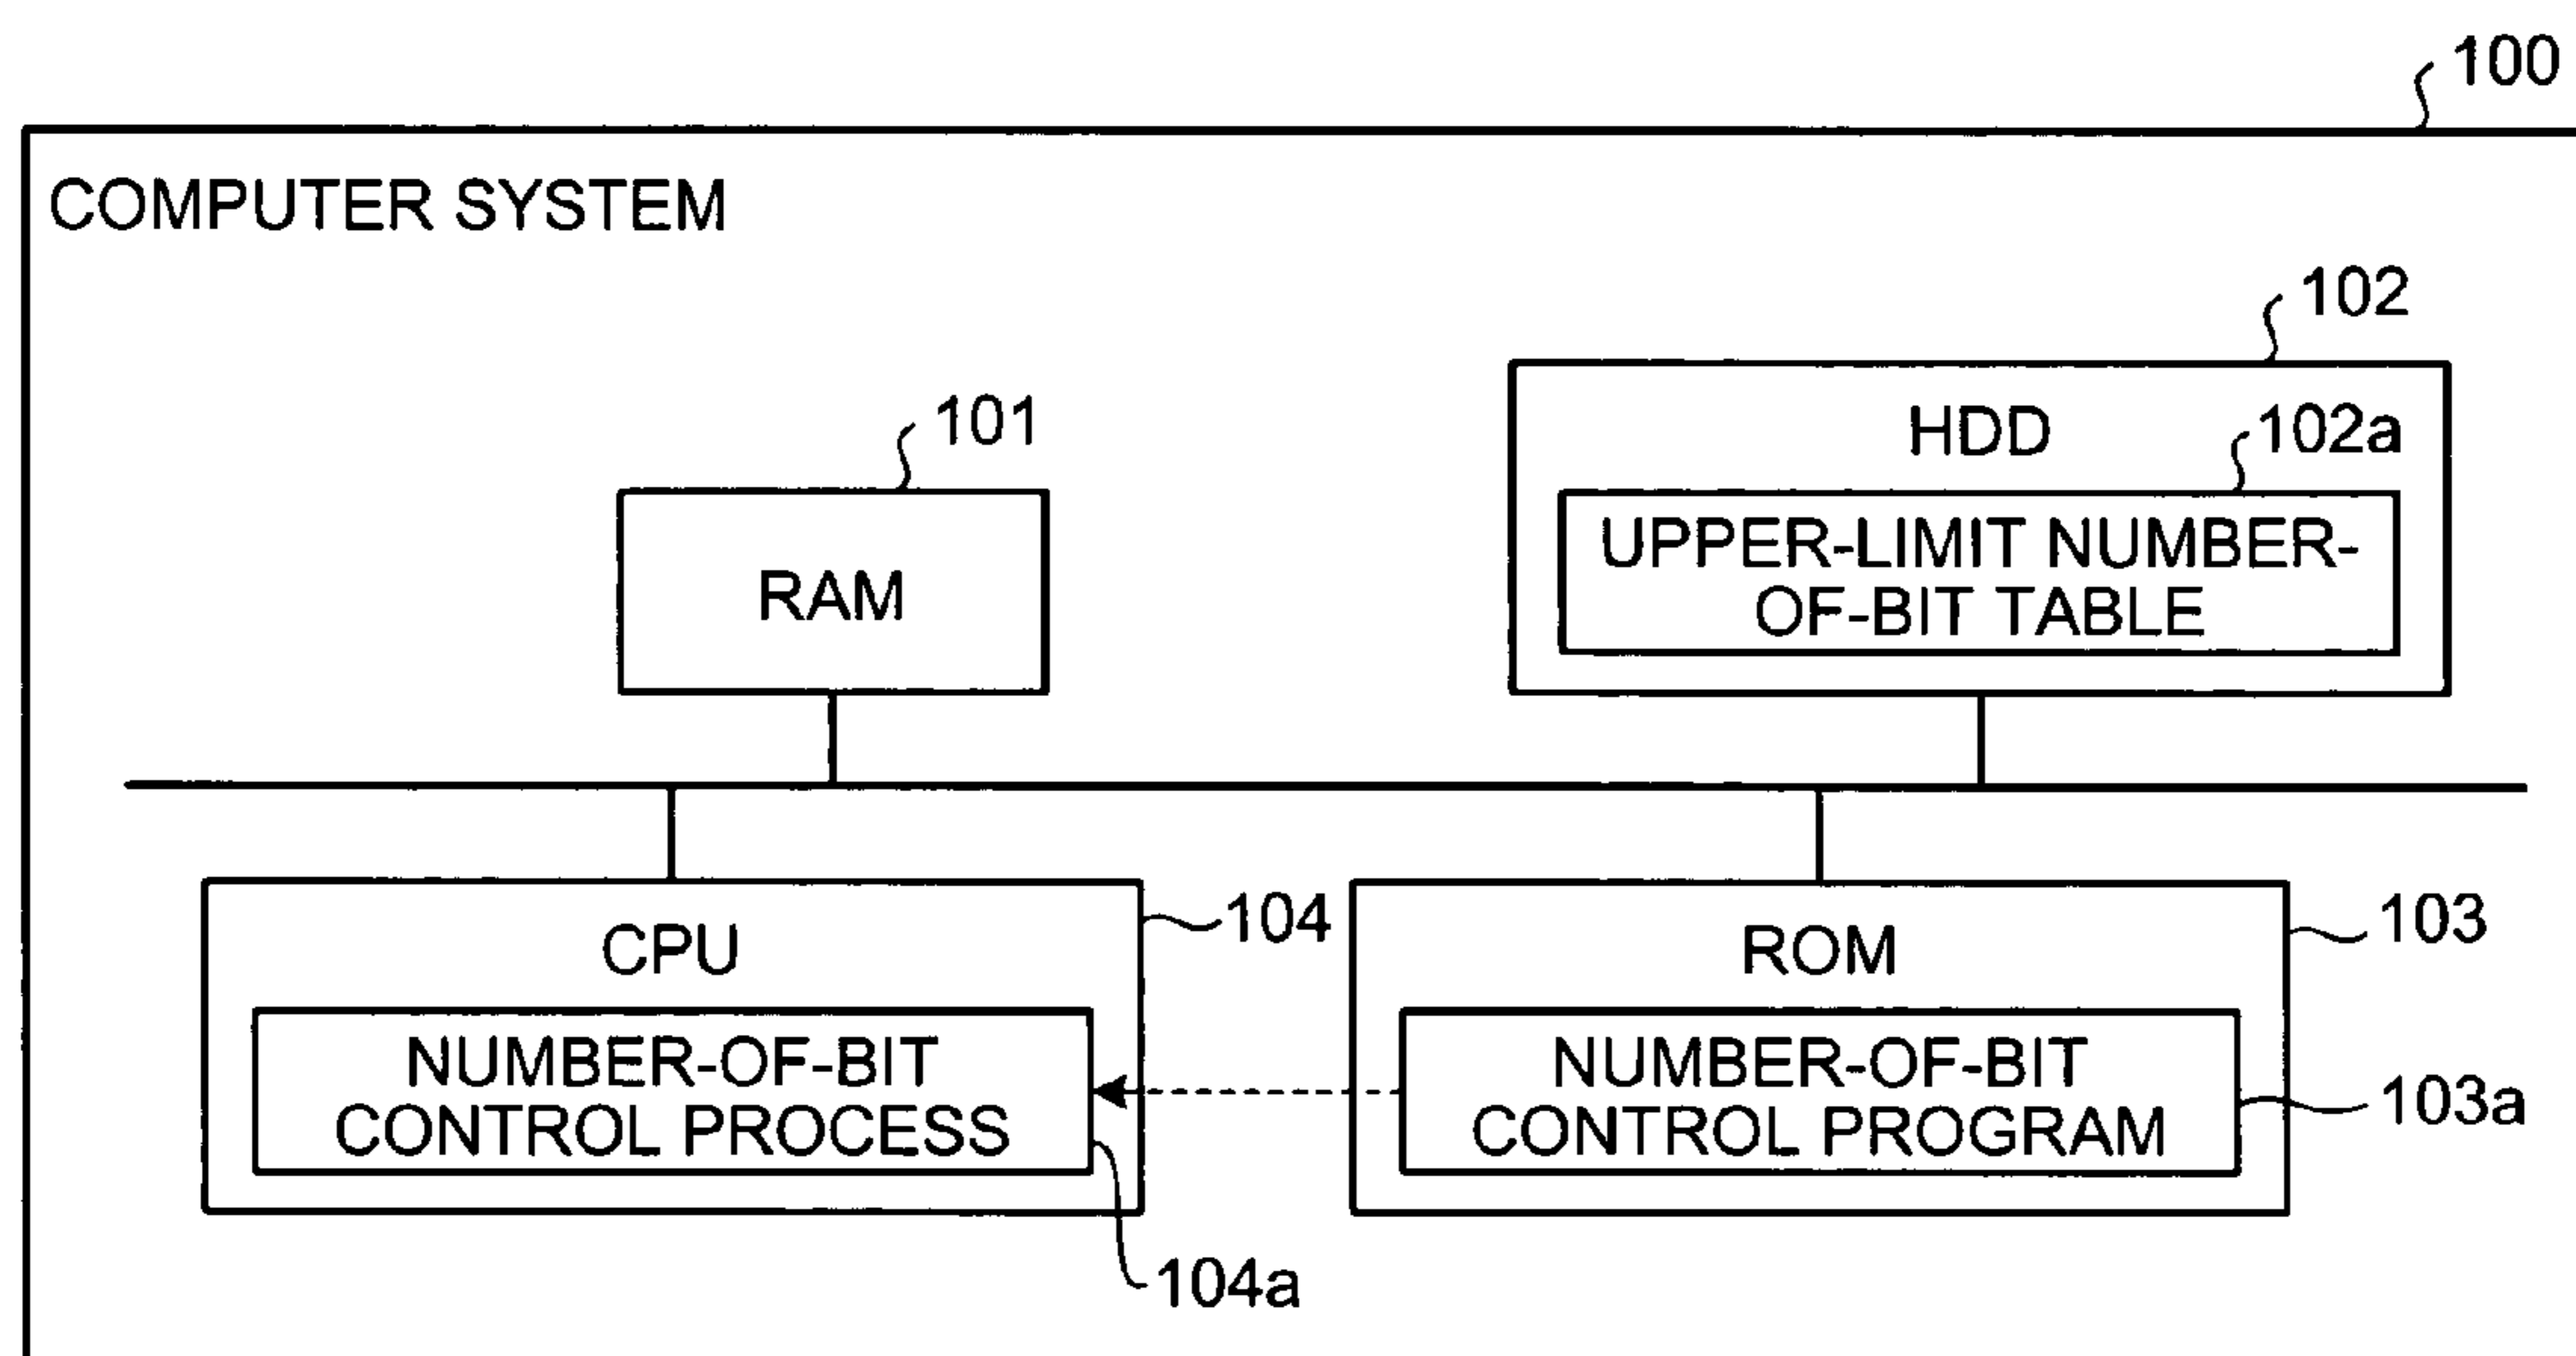 100
COMPUTER SYSTEM
102
101
HDD
102a
RAM
UPPER-LIMIT NUMBER-
OF-BIT TABLE
CPU
104
ROM
103
NUMBER-OF-BIT
CONTROL PROCESS
NUMBER-OF-BIT
CONTROL PROGRAM
103a
104a